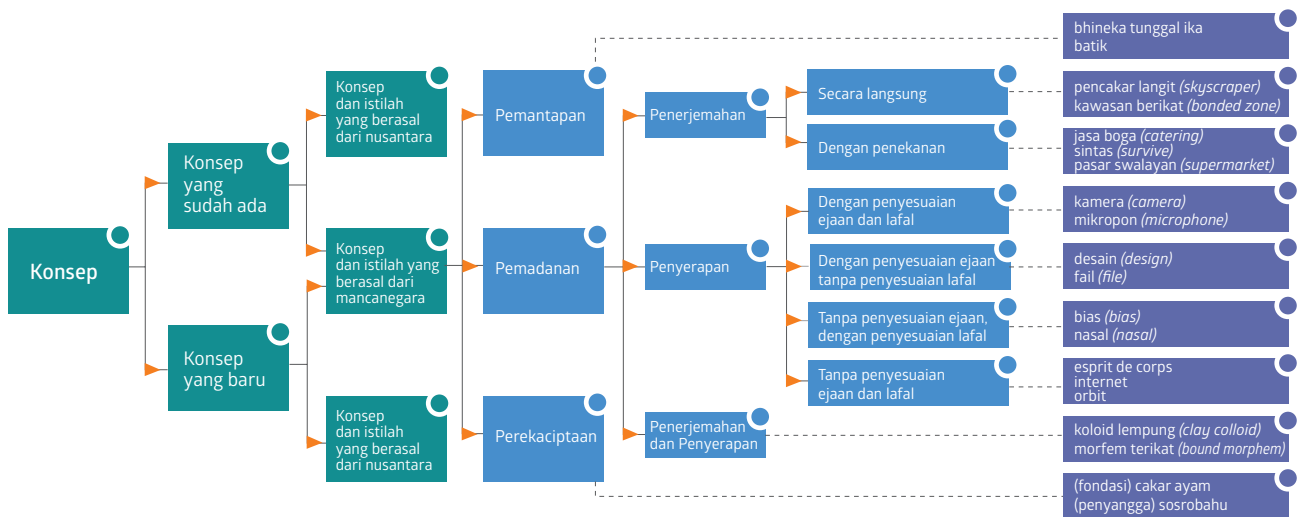 Konsep
Konsep
yang
sudah ada
Konsep
yang baru
Konsep
dan istilah
yang berasal
dari nusantara
Konsep
dan istilah yang
berasal dari
mancanegara
Konsep
dan istilah
yang berasal
dari nusantara
Pemantapan
Pemadanan
Perekaciptaan
Penerjemahan
Penyerapan
Penerjemahan
dan Penyerapan
Secara langsung
Dengan penekanan
Dengan penyesuaian
ejaan dan lafal
Dengan penyesuaian ejaan
tanpa penyesuaian lafal
Tanpa penyesuaian ejaan,
dengan penyesuaian lafal
Tanpa penyesuaian
ejaan dan lafal
bhineka tunggal ika
batik
pencakar langit (skyscraper)
kawasan berikat (bonded zone)
jasa boga (catering)
sintas (survive)
pasar swalayan (supermarket)
kamera (camera)
mikropon (microphone)
desain (design)
fail (file)
bias (bias)
nasal (nasal)
esprit de corps
internet
orbit
koloid lempung (clay colloid)
morfem terikat (bound morphem)
(fondasi) cakar ayam
(penyangga) sosrobahu